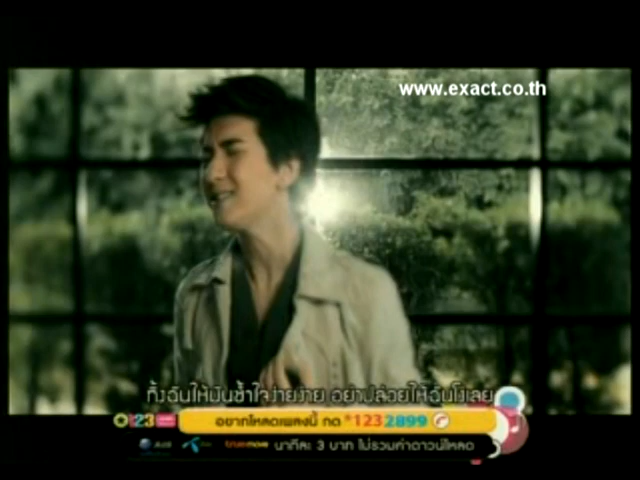 www.exact.co.th
ทิ้งฉันให้มันช้ำใจง่ายง่าย อย่าปล่อยให้ฉันโง่เลย
123 อยากโหลดเพลงนี้ กด *123 2899
AIS truemove นาทีละ 3 บาท ไม่รวมค่าดาวน์โหลด